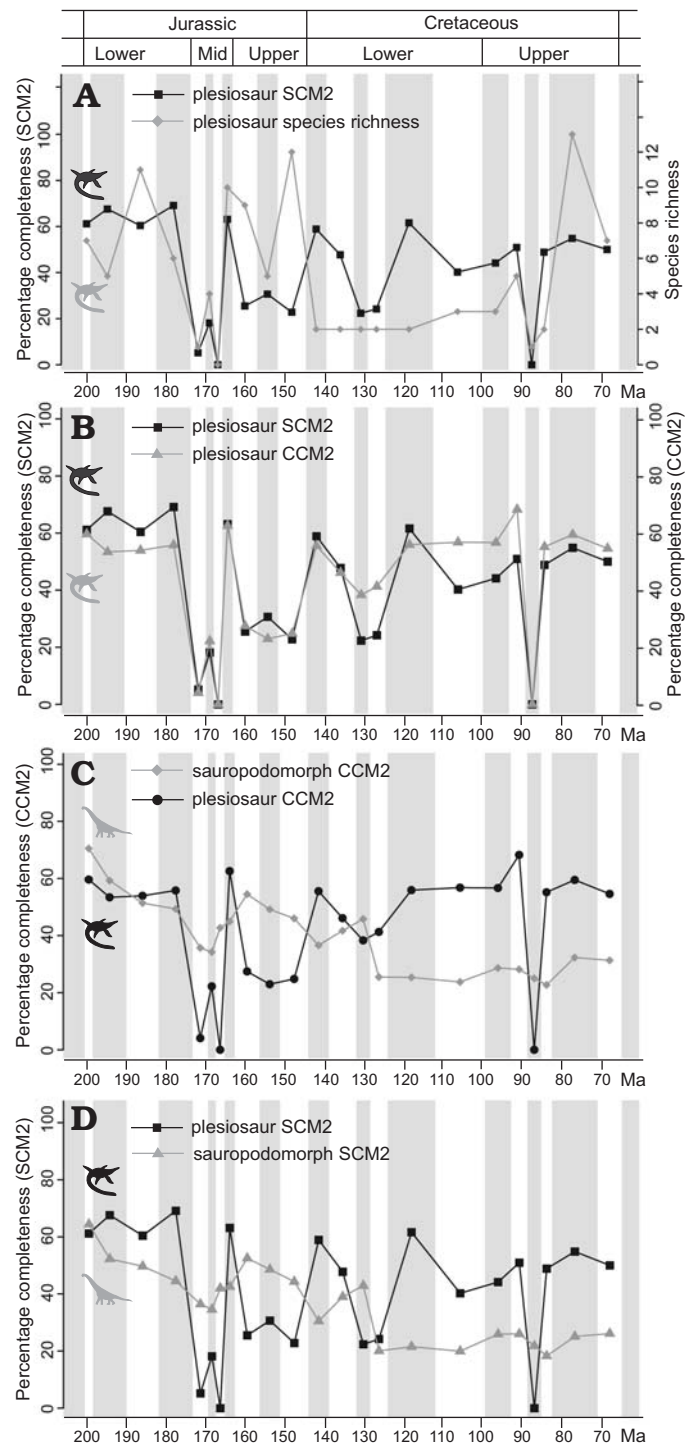 Jurassic Cretaceous
Lower Mid Upper Lower Upper
A
plesiosaur SCM2
plesiosaur species richness
Percentage completeness (SCM2)
0 20 40 60 80 100
Species richness
0 2 4 6 8 10 12
200 190 180 170 160 150 140 130 120 110 100 90 80 70 Ma
B
plesiosaur SCM2
plesiosaur CCM2
Percentage completeness (SCM2)
0 20 40 60 80 100
Percentage completeness (CCM2)
0 20 40 60 80 100
200 190 180 170 160 150 140 130 120 110 100 90 80 70 Ma
C
sauropodomorph CCM2
plesiosaur CCM2
Percentage completeness (CCM2)
0 20 40 60 80 100
200 190 180 170 160 150 140 130 120 110 100 90 80 70 Ma
D
plesiosaur SCM2
sauropodomorph SCM2
Percentage completeness (SCM2)
0 20 40 60 80 100
200 190 180 170 160 150 140 130 120 110 100 90 80 70 Ma